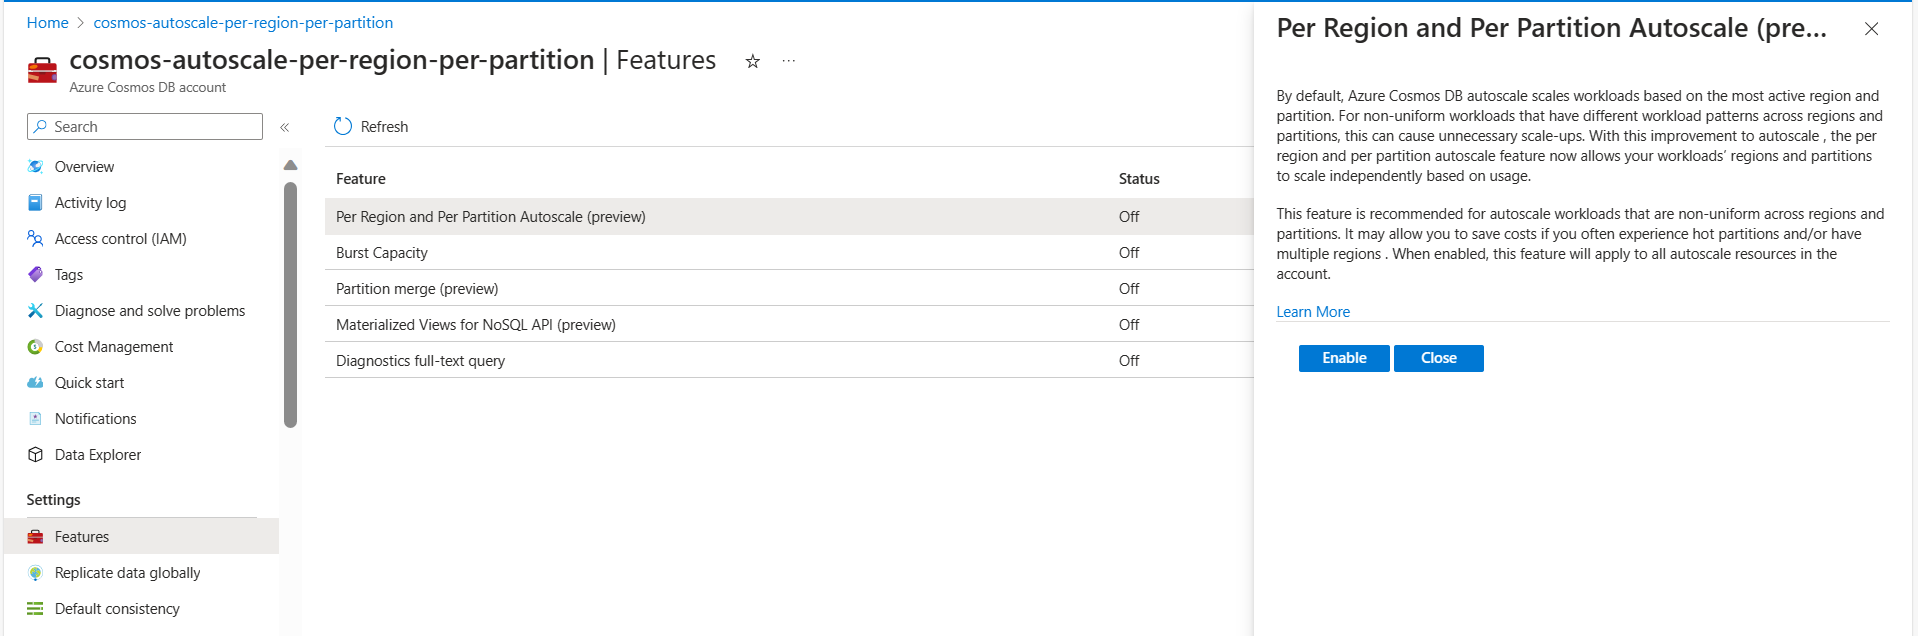 Home > cosmos-autoscale-per-region-per-partition
cosmos-autoscale-per-region-per-partition | Features ☆ ···
Azure Cosmos DB account
Search «
Overview
Activity log
Access control (IAM)
Tags
Diagnose and solve problems
Cost Management
Quick start
Notifications
Data Explorer
Settings
Features
Replicate data globally
Default consistency
Refresh
Feature Status
Per Region and Per Partition Autoscale (preview) Off
Burst Capacity Off
Partition merge (preview) Off
Materialized Views for NoSQL API (preview) Off
Diagnostics full-text query Off
Per Region and Per Partition Autoscale (pre...
By default, Azure Cosmos DB autoscale scales workloads based on the most active region and
partition. For non-uniform workloads that have different workload patterns across regions and
partitions, this can cause unnecessary scale-ups. With this improvement to autoscale , the per
region and per partition autoscale feature now allows your workloads’ regions and partitions
to scale independently based on usage.
This feature is recommended for autoscale workloads that are non-uniform across regions and
partitions. It may allow you to save costs if you often experience hot partitions and/or have
multiple regions . When enabled, this feature will apply to all autoscale resources in the
account.
Learn More
Enable Close